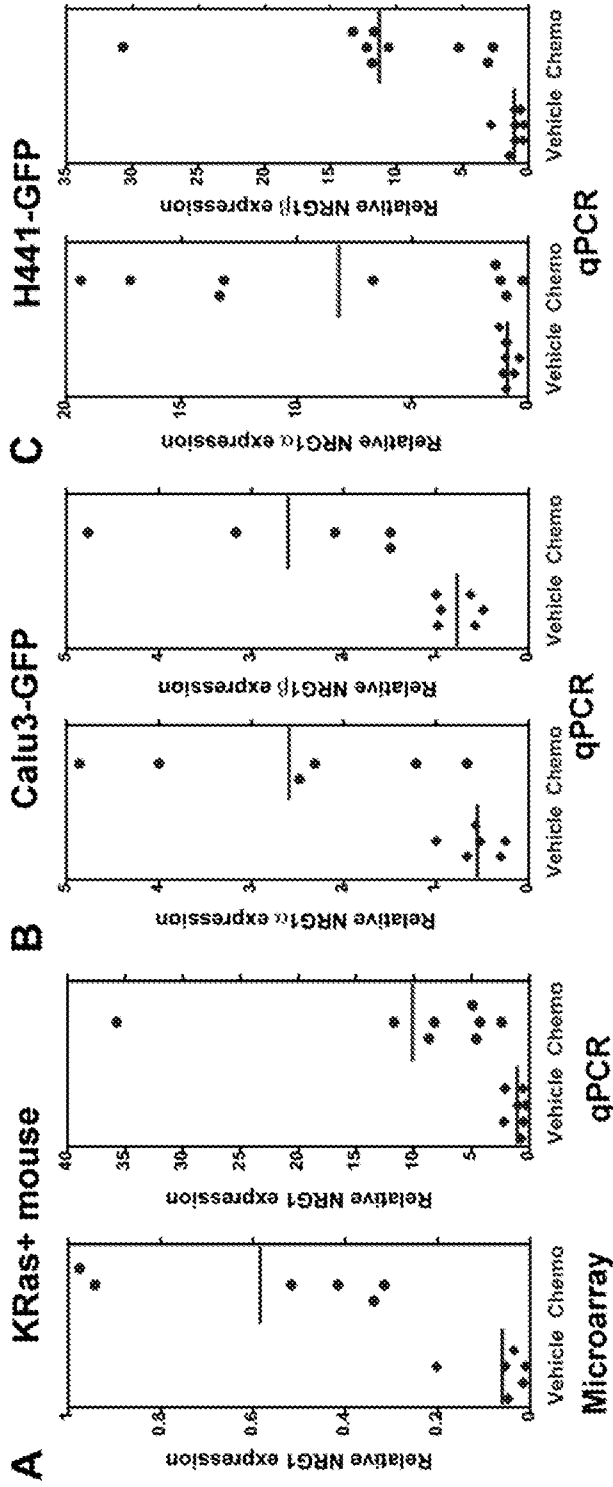 A
KRas+ mouse
Relative NRG1 expression
1
0.8
0.6
0.4
0.2
0
Vehicle Chemo
Microarray
Relative NRG1 expression
40
35
30
25
20
15
10
5
0
Vehicle Chemo
qPCR
B
Calu3-GFP
Relative NRG1α expression
5
4
3
2
1
0
Vehicle Chemo
Relative NRG1β expression
5
4
3
2
1
0
Vehicle Chemo
qPCR
C
H441-GFP
Relative NRG1α expression
20
15
10
5
0
Vehicle Chemo
Relative NRG1β expression
35
30
25
20
15
10
5
0
Vehicle Chemo
qPCR